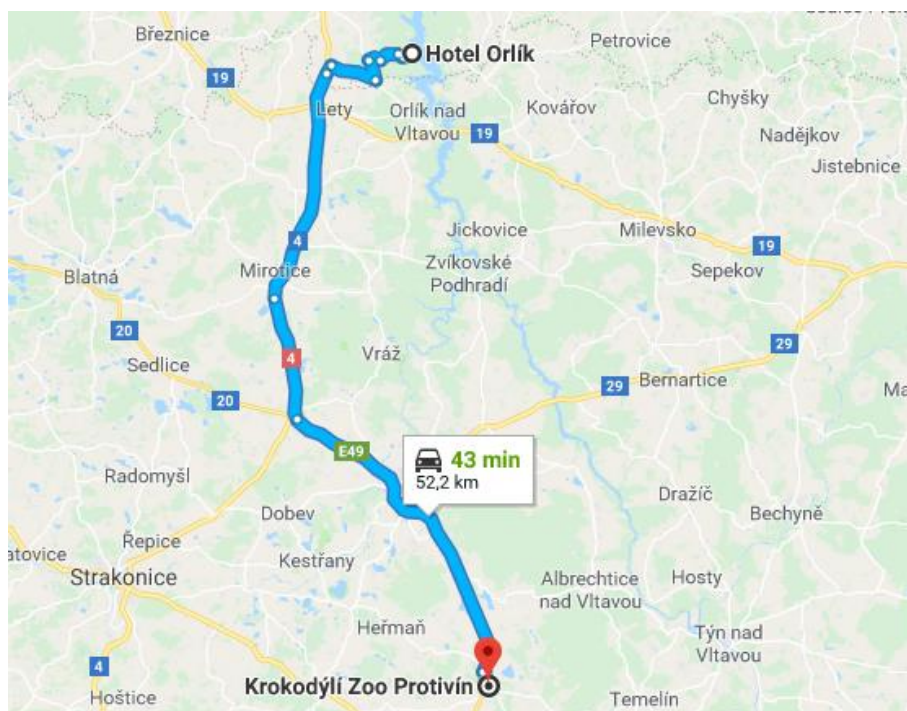 Březnice
Hotel Orlík
Petrovice
19
Lety
Orlík nad
Vltavou
Kovářov
Chyšky
19
Nadějkov
Jistebnice
4
Jickovice
Milevsko
19
Mirotice
Zvíkovské
Podhradí
Sepekov
Blatná
20
4
Vráž
29
Sedlice
29
Bernartice
20
E49
43 min
52,2 km
Radomyšl
Dražíč
Dobev
Bechyně
Řepice
Kestřany
Strakonice
Albrechtice
nad Vltavou
Hosty
Heřmaň
Týn nad
Vltavou
4
Hoštice
Krokodýlí Zoo Protivín
Temelín